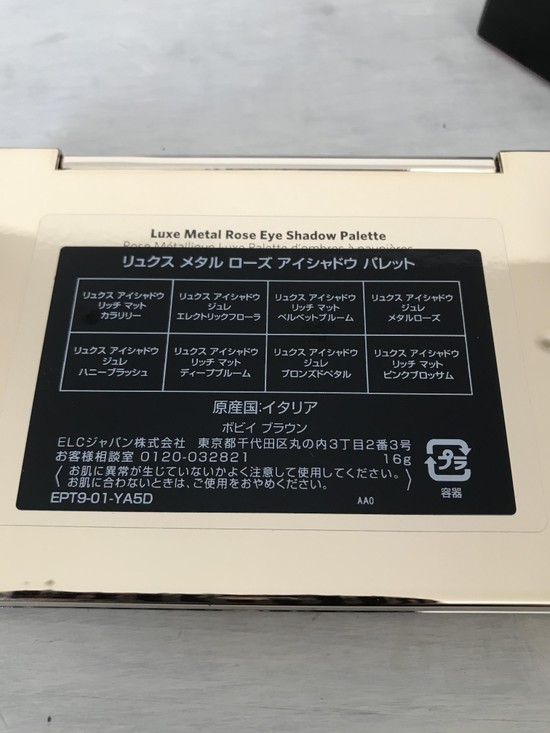 Luxe Metal Rose Eye Shadow Palette
Rose Métallique Luxe Palette d'ombres à paupières
リュクス メタル ローズ アイシャドウ パレット
リュクス アイシャドウ
リッチ マット
カラリリー
リュクス アイシャドウ
ジュレ
エレクトリックフローラ
リュクス アイシャドウ
リッチ マット
ベルベットブルーム
リュクス アイシャドウ
ジュレ
メタルローズ
リュクス アイシャドウ
ジュレ
ハニーブラッシュ
リュクス アイシャドウ
リッチ マット
ディープブルーム
リュクス アイシャドウ
ジュレ
ブロンズドペタル
リュクス アイシャドウ
リッチ マット
ピンクブロッサム
原産国:イタリア
ボビイ ブラウン
ELCジャパン株式会社 東京都千代田区丸の内3丁目2番3号
お客様相談室 0120-032821 16g
お肌に異常が生じていないかよく注意して使用してください。
お肌に合わないときは、ご使用をおやめください。
EPT9-01-YA5D AA0
プラ
容器